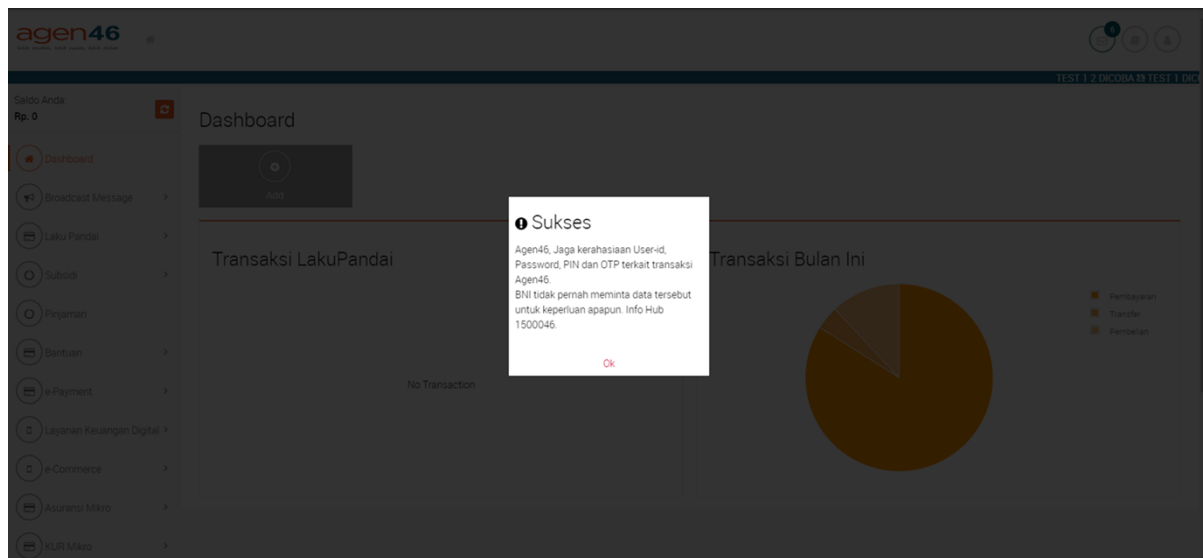 agen46
6
TEST 1 2 DICOBA
TEST 1 DIC
Saldo Anda:
Rp. 0
Dashboard
Broadcast Message
Laku Pandai
Subsidi
Pinjaman
Bantuan
e-Payment
Layanan Keuangan Digital
e-Commerce
Asuransi Mikro
KUR Mikro
Dashboard
Add
Transaksi LakuPandai
No Transaction
Sukses
Agen46, Jaga kerahasiaan User-id,
Password, PIN dan OTP terkait transaksi
Agen46.
BNI tidak pernah meminta data tersebut
untuk keperluan apapun. Info Hub
1500046.
Ok
Transaksi Bulan Ini
Pembayaran
Transfer
Pembelian